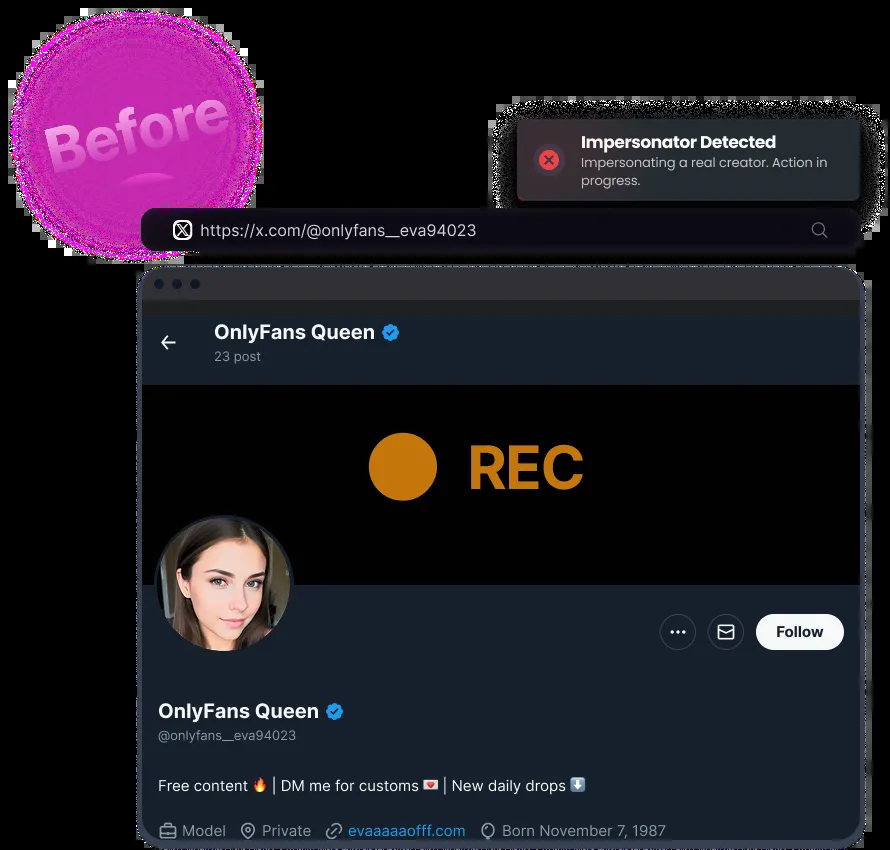 Before
Impersonator Detected
Impersonating a real creator. Action in
progress.
https://x.com/@onlyfans__eva94023
OnlyFans Queen
23 post
REC
Follow
OnlyFans Queen
@onlyfans__eva94023
Free content 🔥 | DM me for customs 💌 | New daily drops ⬇️
Model Private evaaaaaofff.com Born November 7, 1987